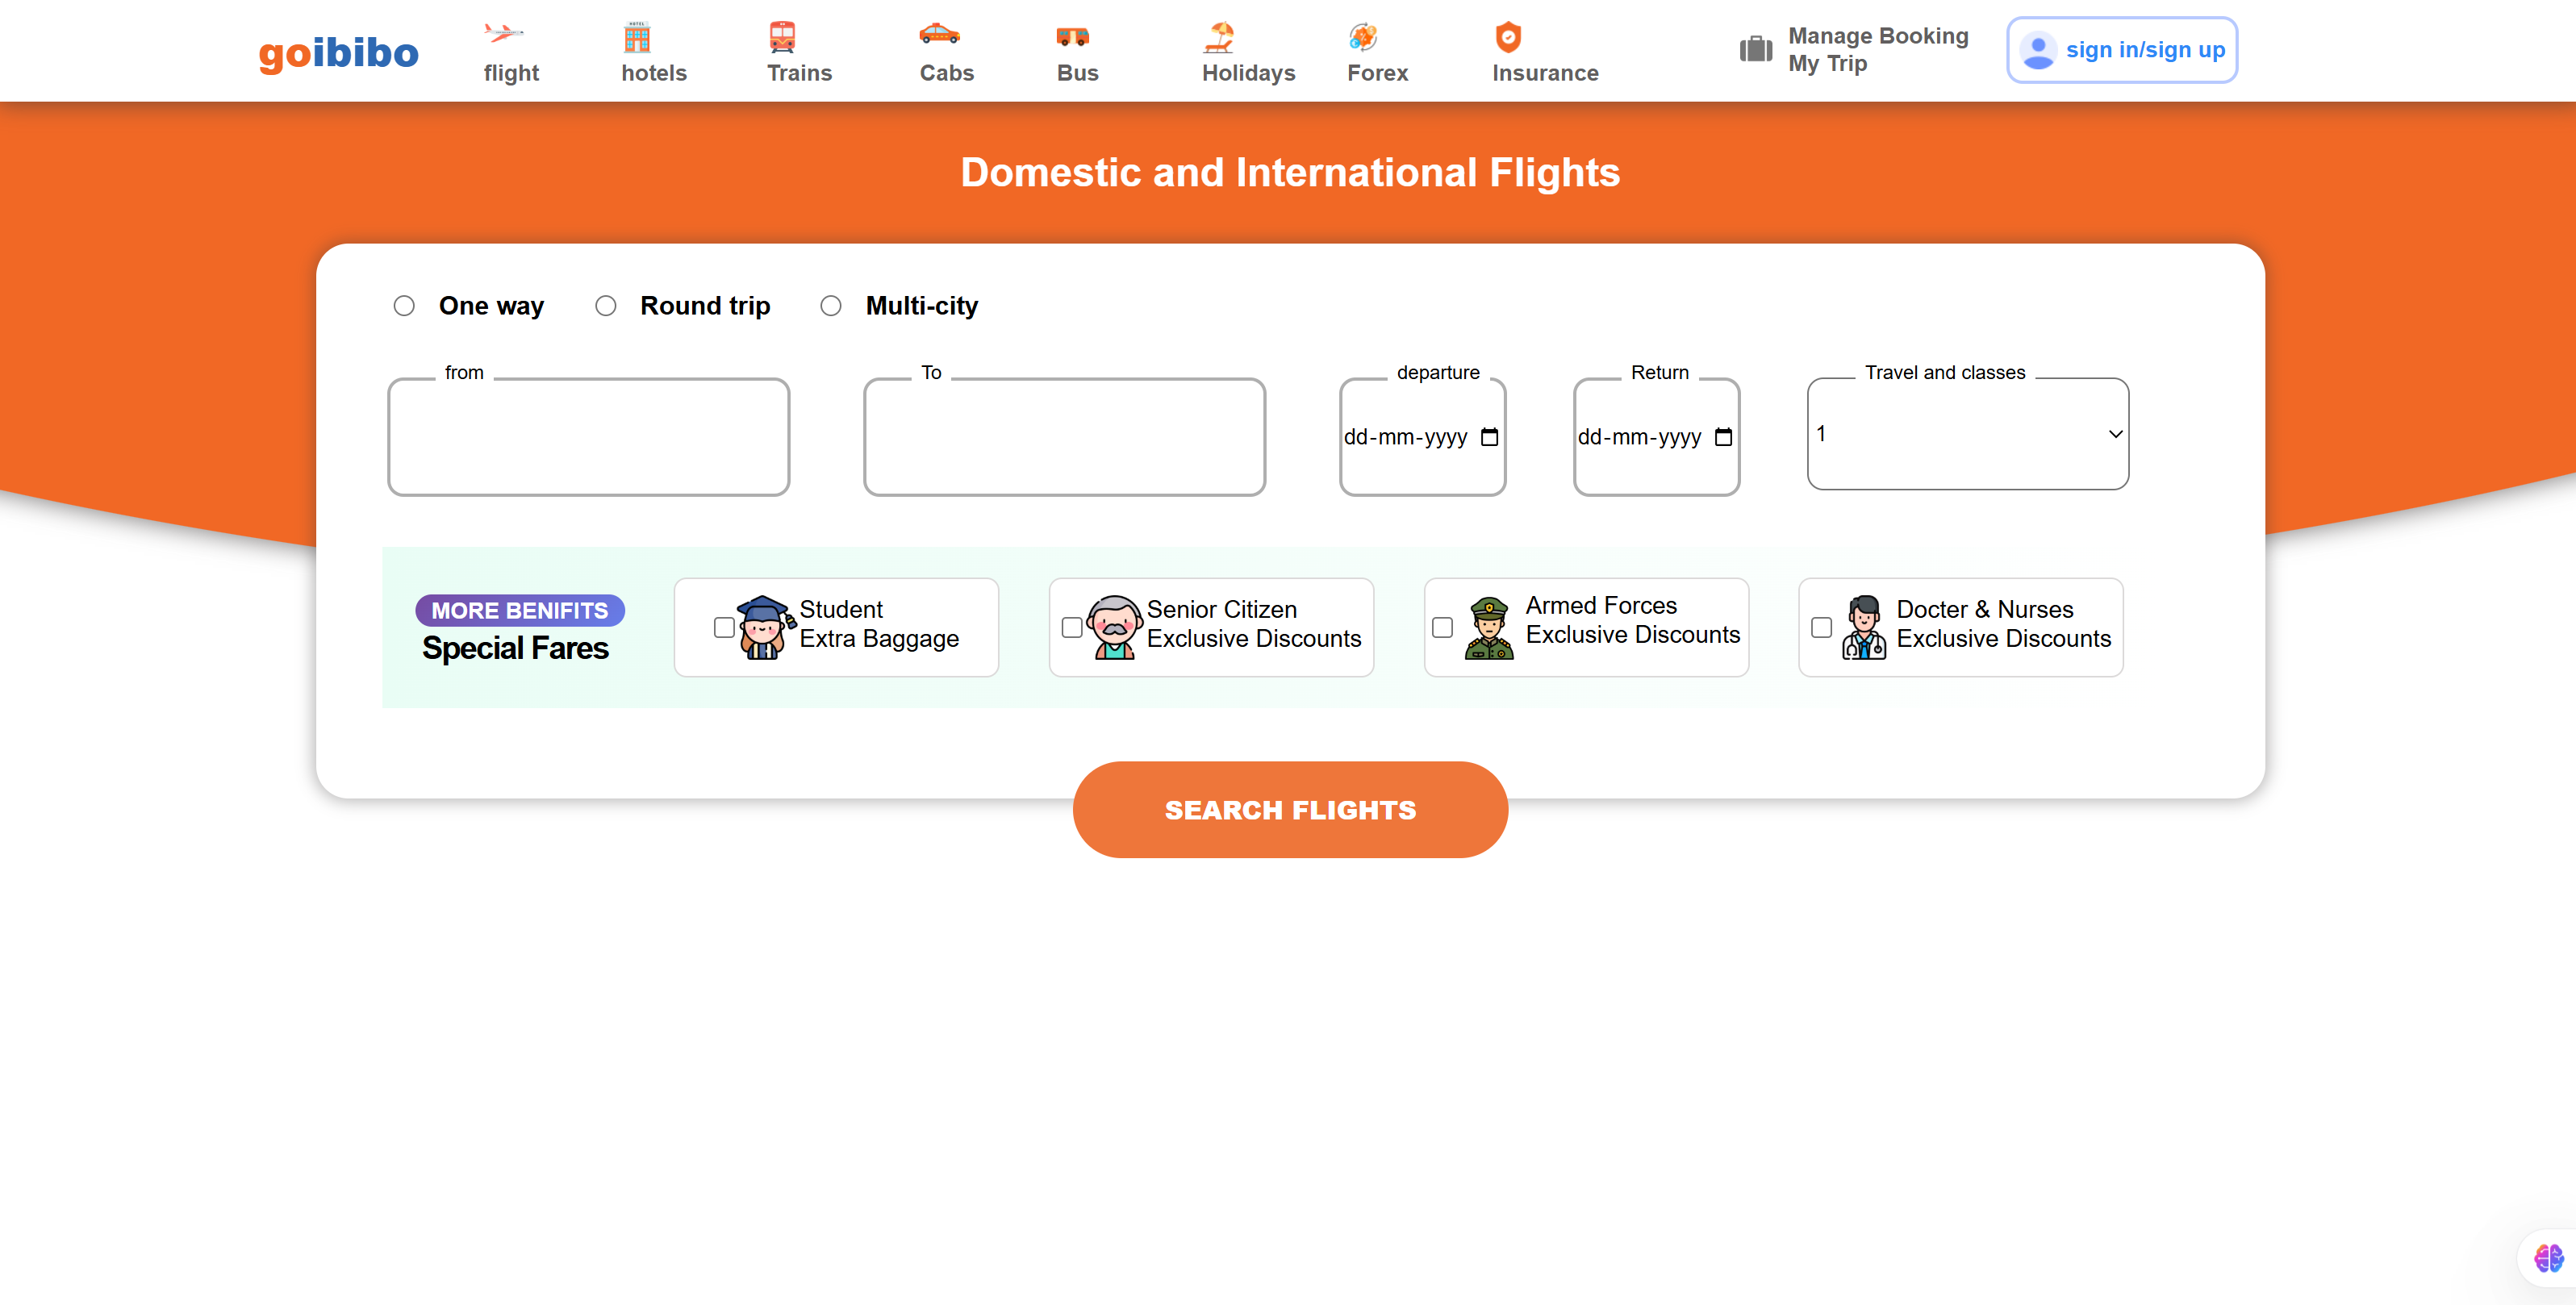 goibibo
flight
hotels
Trains
Cabs
Bus
Holidays
Forex
Insurance
Manage Booking
My Trip
sign in/sign up
Domestic and International Flights
One way
Round trip
Multi-city
from
To
departure
Return
Travel and classes
dd-mm-yyyy
dd-mm-yyyy
1
MORE BENIFITS
Special Fares
Student
Extra Baggage
Senior Citizen
Exclusive Discounts
Armed Forces
Exclusive Discounts
Docter & Nurses
Exclusive Discounts
SEARCH FLIGHTS